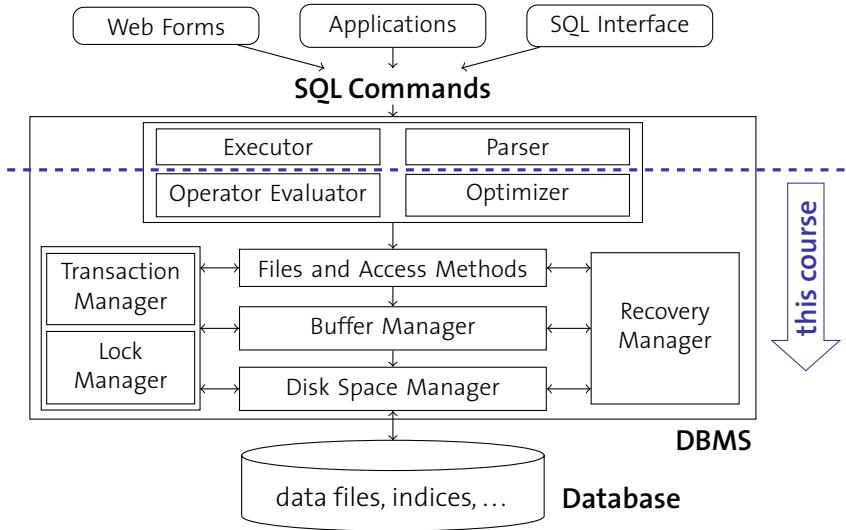 Web Forms
Applications
SQL Interface
SQL Commands
Executor
Parser
Operator Evaluator
Optimizer
Transaction
Manager
Lock
Manager
Files and Access Methods
Buffer Manager
Disk Space Manager
Recovery
Manager
this course
DBMS
data files, indices, …
Database